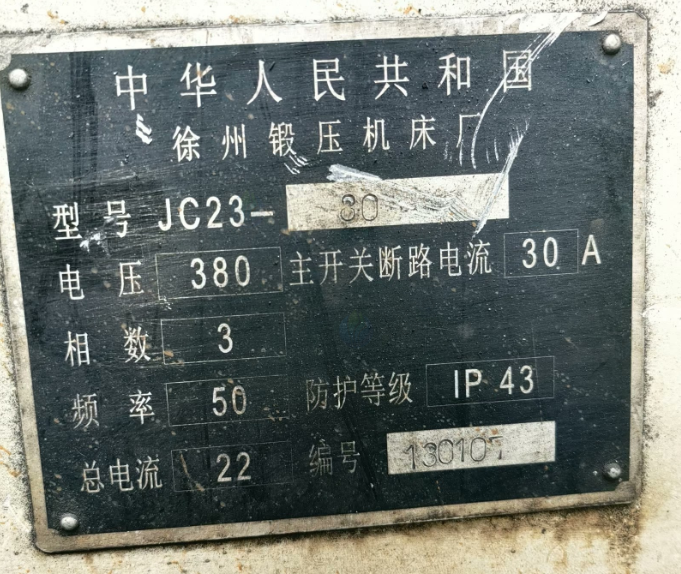 中华人民共和国
徐州锻压机床厂
型号 JC23- 80
电压 380 主开关断路电流 30 A
相数 3
频率 50 防护等级 IP 43
总电流 22 编号 130107